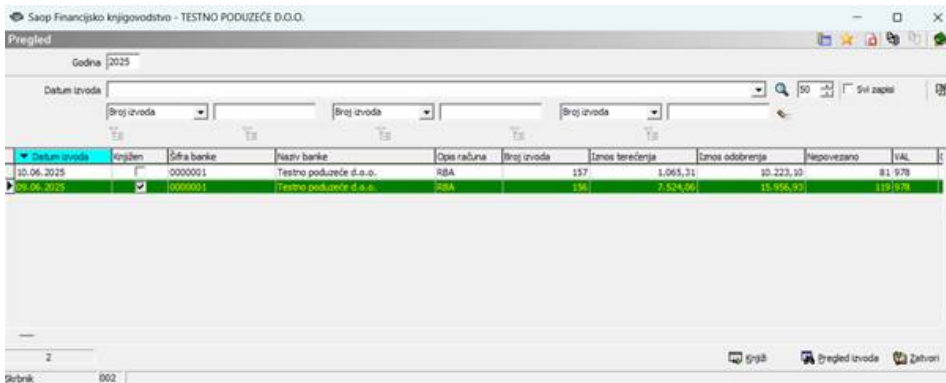 Saop Financijsko knjigovodstvo - TESTNO PODUZEĆE D.O.O.
Pregled
Godina 2025
Datum izvoda 50 Svi zapisi
Broj izvoda Broj izvoda Broj izvoda
Datum izvoda Knjižen Šifra banke Naziv banke Opis računa Broj izvoda Iznos terećenja Iznos odobrenja Nepovezano VAL
10.06.2025 0000001 Testno poduzeće d.o.o. RBA 157 1.065,31 10.223,10 81 978
09.06.2025 0000001 Testno poduzeće d.o.o. RBA 156 7.524,06 15.956,93 119 978
2 Knjiži Pregled izvoda Zatvori
Skrbnik 002